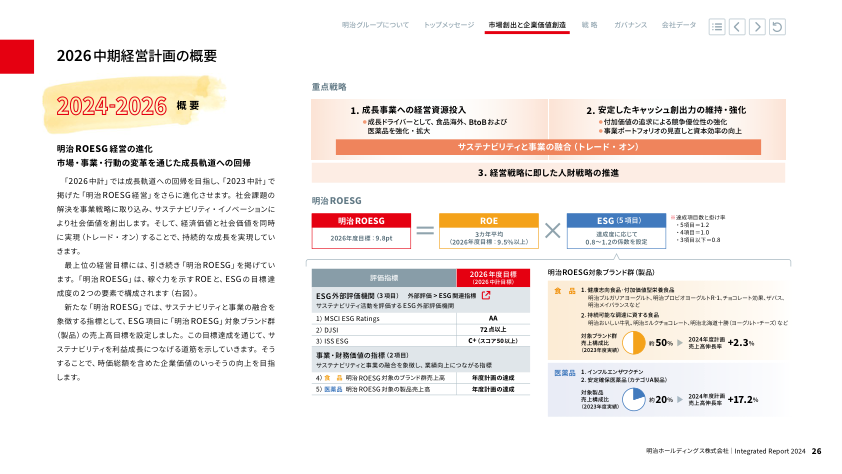 明治グループについて
トップメッセージ
市場創出と企業価値創造
戦 略
ガバナンス
会社データ
2026中期経営計画の概要
2024-2026 概 要
明治ROESG経営の進化
市場・事業・行動の変革を通じた成長軌道への回帰
「2026中計」では成長軌道への回帰を目指し、「2023中計」で
掲げた「明治ROESG経営」をさらに進化させます。社会課題の
解決を事業戦略に取り込み、サステナビリティ・イノベーションに
より社会価値を創出します。そして、経済価値と社会価値を同時
に実現(トレード・オン)することで、持続的な成長を実現していき
ます。
最上位の経営目標には、引き続き「明治ROESG」を掲げてい
ます。「明治ROESG」は、稼ぐ力を示すROEと、ESGの目標達
成度の2つの要素で構成されます(右図)。
新たな「明治ROESG」では、サステナビリティと事業の融合を
象徴する指標として、ESG項目に「明治ROESG」対象ブランド群
(製品)の売上高目標を設定しました。この目標達成を通じて、サ
ステナビリティを利益成長につなげる道筋を示していきます。そう
することで、時価総額を含めた企業価値のいっそうの向上を目指
します。
重点戦略
1. 成長事業への経営資源投入
●成長ドライバーとして、食品海外、BtoBおよび
医薬品を強化・拡大
2. 安定したキャッシュ創出力の維持・強化
●付加価値の追求による競争優位性の強化
●事業ポートフォリオの見直しと資本効率の向上
サステナビリティと事業の融合(トレード・オン)
3. 経営戦略に即した人財戦略の推進
明治ROESG
明治ROESG
2026年度目標:9.8pt
=
ROE
3カ年平均
(2026年度目標:9.5%以上)
×
ESG(5項目)
達成度に応じて
0.8~1.2の係数を設定
※達成項目数と掛け率
・5項目=1.2
・4項目=1.0
・3項目以下=0.8
評価指標
2026年度目標
(2026中計目標)
ESG外部評価機関(3項目) 外部評価 > ESG関連指標
サステナビリティ活動を評価するESG外部評価機関
1) MSCI ESG Ratings AA
2) DJSI 72点以上
3) ISS ESG C+(スコア50以上)
事業・財務価値の指標(2項目)
サステナビリティと事業の融合を象徴し、業績向上につながる指標
4) 食 品 明治ROESG対象のブランド群売上高 年度計画の達成
5) 医薬品 明治ROESG対象の製品売上高 年度計画の達成
明治ROESG対象ブランド群(製品)
食 品 1. 健康志向食品・付加価値型栄養食品
明治ブルガリアヨーグルト、明治プロビオヨーグルトR-1、チョコレート効果、ザバス、
明治メイバランスなど
2. 持続可能な調達に資する食品
明治おいしい牛乳、明治ミルクチョコレート、明治北海道十勝(ヨーグルト・チーズ)など
対象ブランド群
売上構成比
(2023年度実績)
約50%
2024年度計画
売上高伸長率
+2.3%
医薬品 1. インフルエンザワクチン
2. 安定確保医薬品(カテゴリA製品)
対象製品
売上構成比
(2023年度実績)
約20%
2024年度計画
売上高伸長率
+17.2%
明治ホールディングス株式会社 | Integrated Report 2024 26